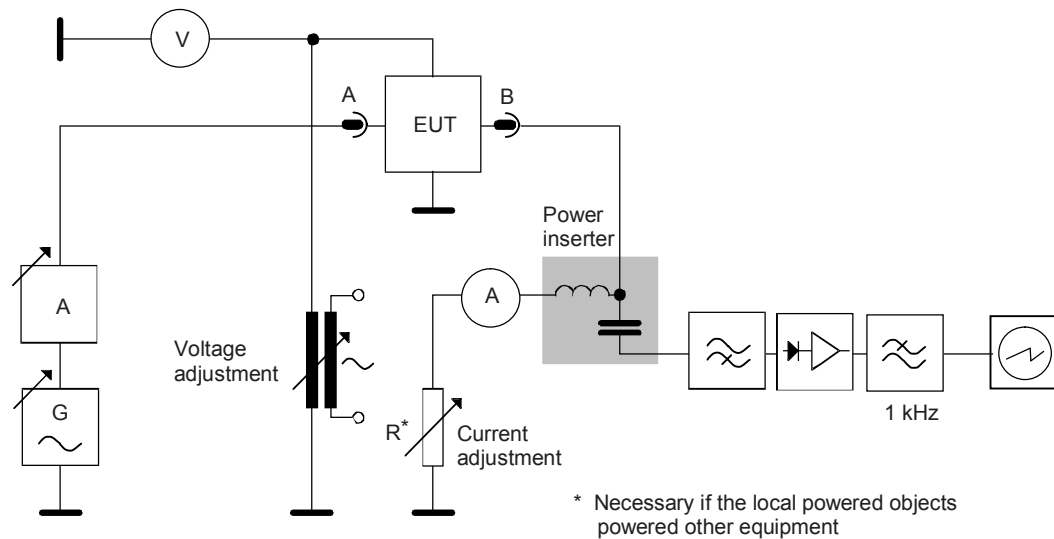 V
A
B
EUT
Power
inserter
A
A
Voltage
adjustment
G
R*
Current
adjustment
1 kHz
* Necessary if the local powered objects
powered other equipment